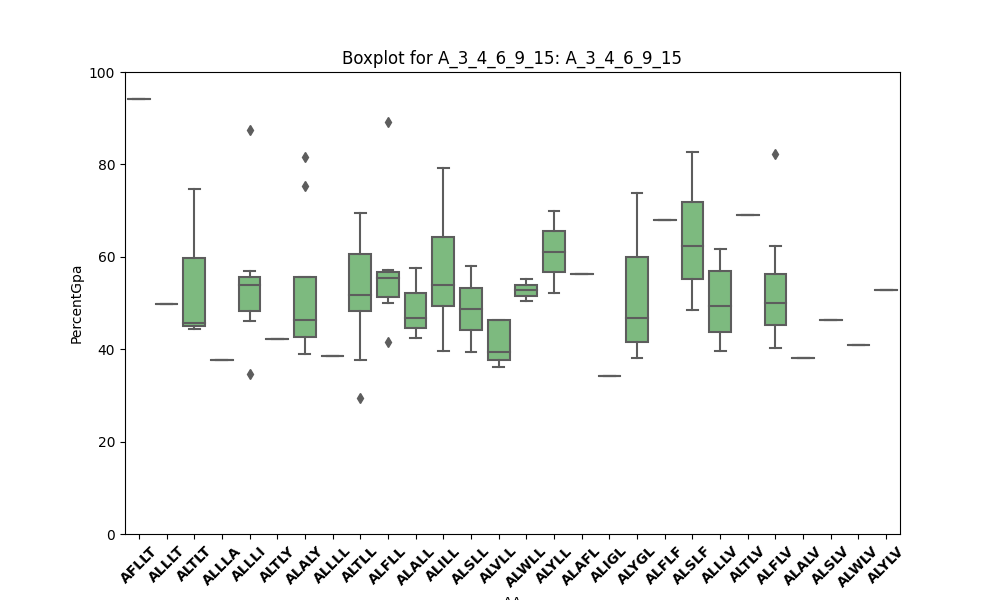 Boxplot for A_3_4_6_9_15: A_3_4_6_9_15
100
80
60
40
20
0
PercentGpa
AFLLT ALLLT ALTLT ALLLA ALLLI ALTLY ALALY ALLLL ALTLL ALFLL ALALL ALILL ALSLL ALVLL ALWLL ALYLL ALAFL ALIGL ALYGL ALFLF ALSLF ALLLV ALTLV ALFLV ALALV ALSLV ALWLV ALYLV
AA